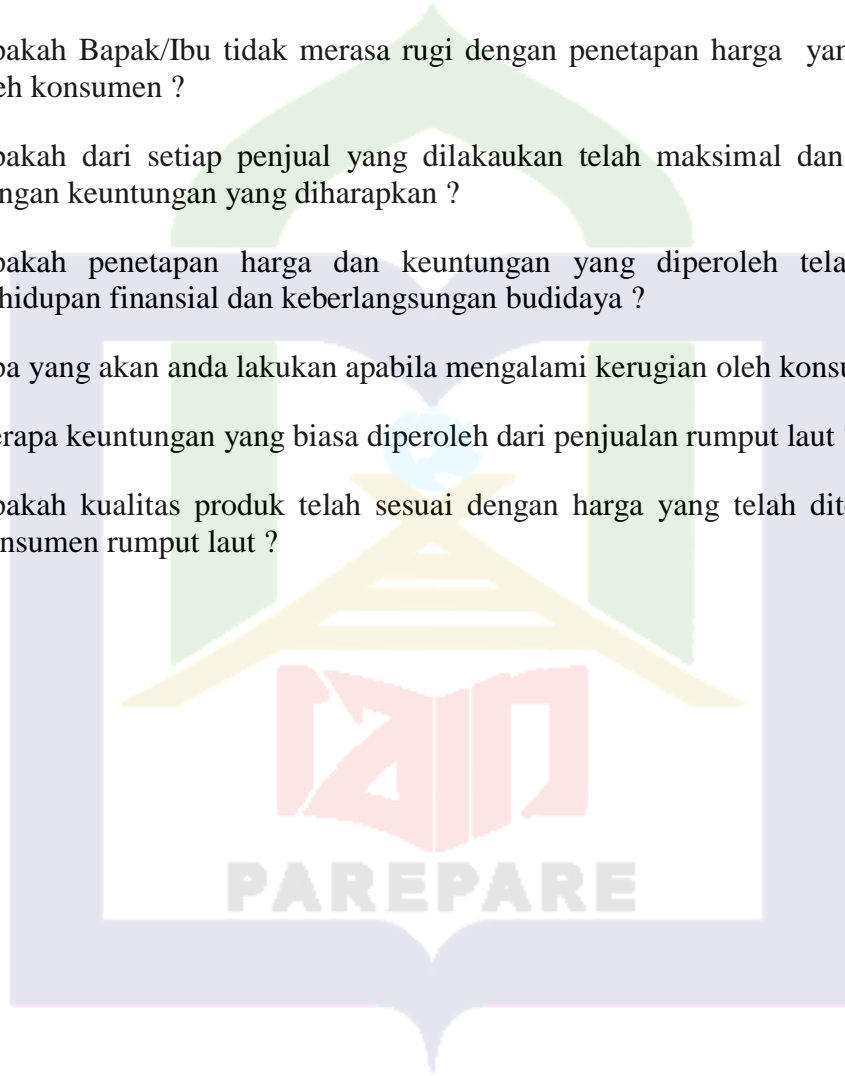 pakah Bapak/Ibu tidak merasa rugi dengan penetapan harga yan
eh konsumen ?
pakah dari setiap penjual yang dilakaukan telah maksimal dan
ngan keuntungan yang diharapkan ?
pakah penetapan harga dan keuntungan yang diperoleh tela
hidupan finansial dan keberlangsungan budidaya ?
pa yang akan anda lakukan apabila mengalami kerugian oleh konsu
erapa keuntungan yang biasa diperoleh dari penjualan rumput laut ?
pakah kualitas produk telah sesuai dengan harga yang telah dite
nsumen rumput laut ?
iain
PAREPARE